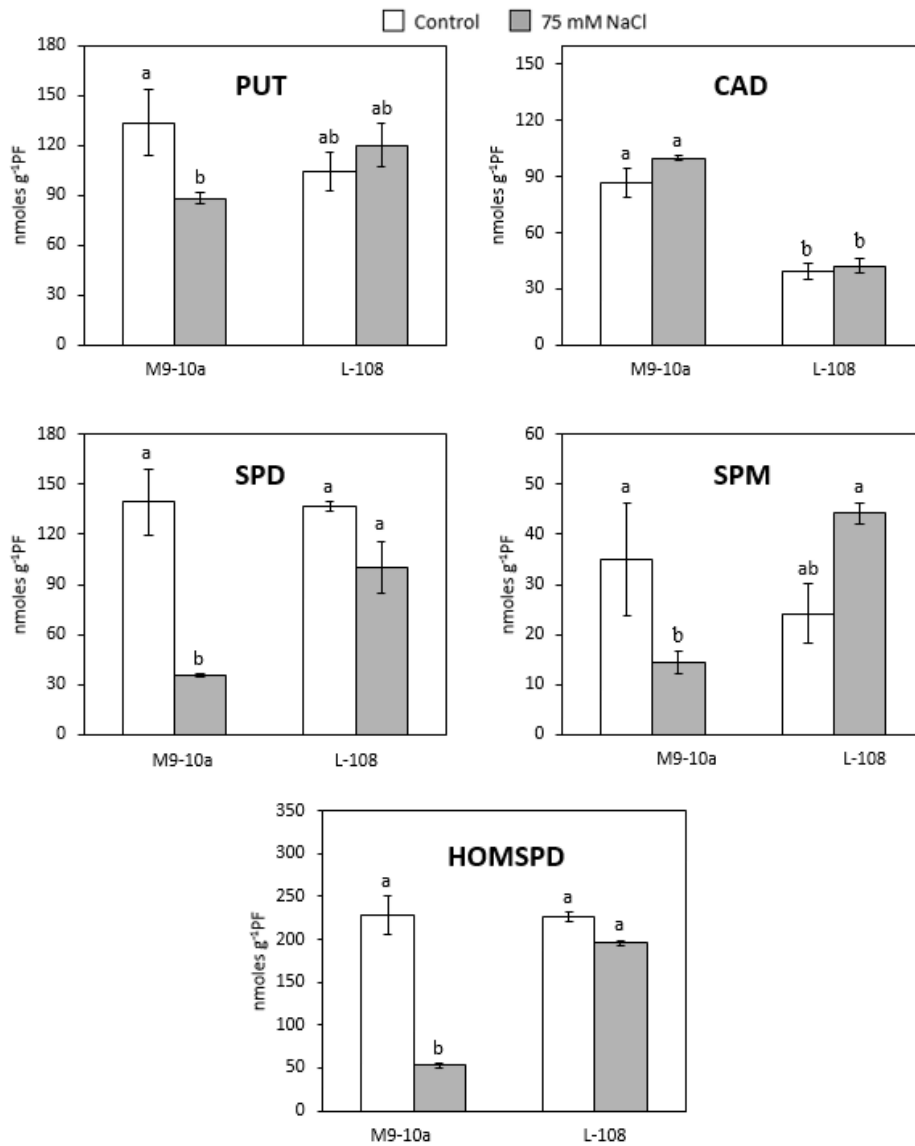 Control 75 mM NaCl
PUT
nmoles g⁻¹PF
180
150
120
90
60
30
0
a
b
ab
ab
M9-10a L-108
CAD
nmoles g⁻¹PF
150
120
90
60
30
0
a
a
b
b
M9-10a L-108
SPD
nmoles g⁻¹PF
180
150
120
90
60
30
0
a
b
a
a
M9-10a L-108
SPM
nmoles g⁻¹PF
60
50
40
30
20
10
0
a
b
ab
a
M9-10a L-108
HOMSPD
nmoles g⁻¹PF
350
300
250
200
150
100
50
0
a
b
a
a
M9-10a L-108